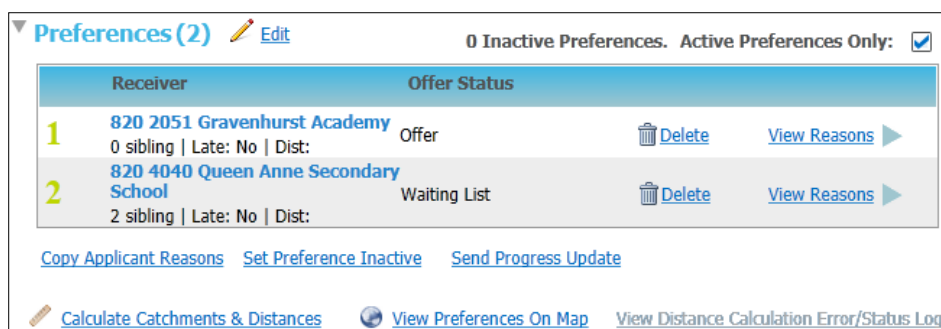 Preferences (2) Edit 0 Inactive Preferences. Active Preferences Only:
Receiver Offer Status
1 820 2051 Gravenhurst Academy Offer Delete View Reasons
0 sibling | Late: No | Dist:
2 820 4040 Queen Anne Secondary
School Waiting List Delete View Reasons
2 sibling | Late: No | Dist:
Copy Applicant Reasons Set Preference Inactive Send Progress Update
Calculate Catchments & Distances View Preferences On Map View Distance Calculation Error/Status Log